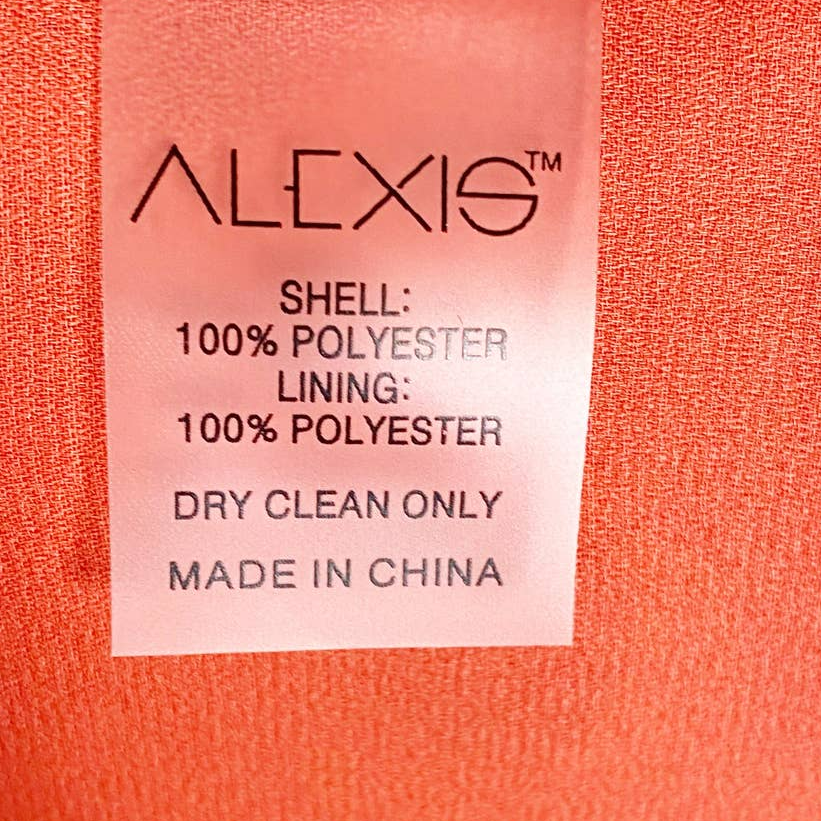 ALEXIS™
SHELL:
100% POLYESTER
LINING:
100% POLYESTER
DRY CLEAN ONLY
MADE IN CHINA